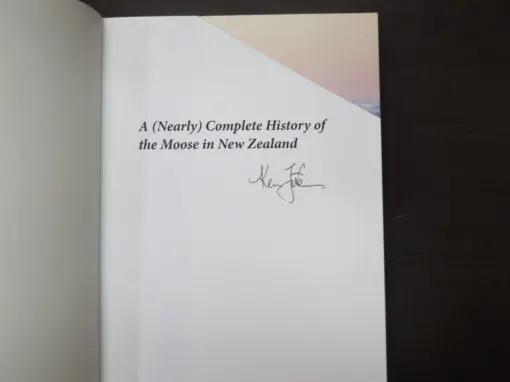 A (Nearly) Complete History of
the Moose in New Zealand